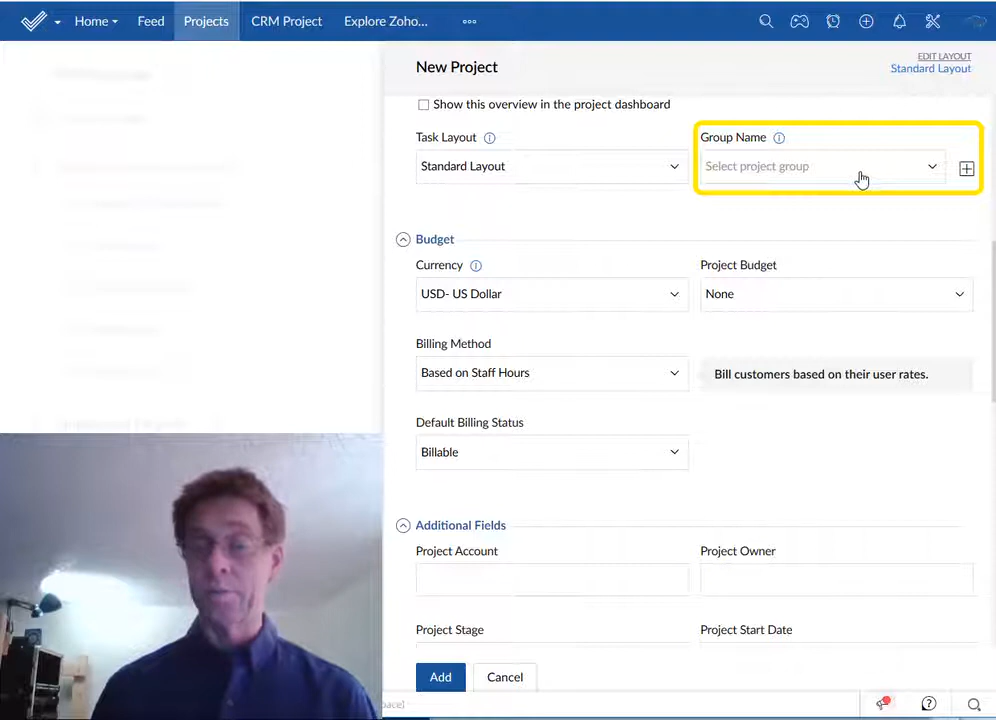 Home Feed Projects CRM Project Explore Zoho...
New Project
EDIT LAYOUT
Standard Layout
Show this overview in the project dashboard
Task Layout Group Name
Standard Layout Select project group
Budget
Currency Project Budget
USD- US Dollar None
Billing Method
Based on Staff Hours Bill customers based on their user rates.
Default Billing Status
Billable
Additional Fields
Project Account Project Owner
Project Stage Project Start Date
Add Cancel
pace)